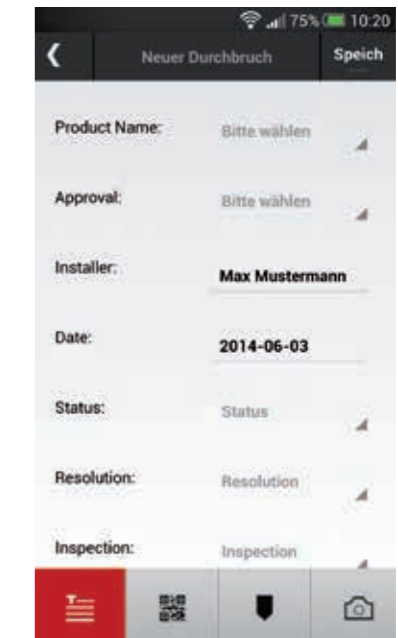 75% 10:20
Neuer Durchbruch Speich
Product Name: Bitte wählen
Approval: Bitte wählen
Installer: Max Mustermann
Date: 2014-06-03
Status: Status
Resolution: Resolution
Inspection: Inspection
T